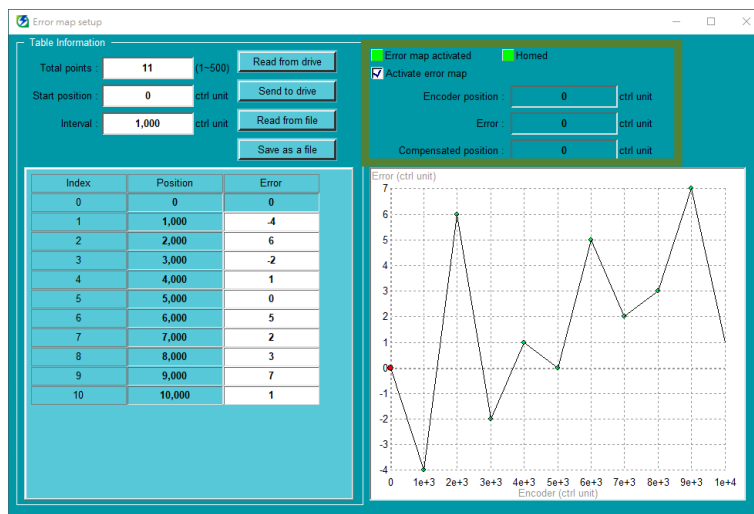 Error map setup
Table Information
Total points : 11 (1~500) Read from drive
Start position : 0 ctrl unit Send to drive
Interval : 1,000 ctrl unit Read from file
Save as a file
Error map activated Homed
Activate error map
Encoder position : 0 ctrl unit
Error : 0 ctrl unit
Compensated position : 0 ctrl unit
Index Position Error
0 0 0
1 1,000 -4
2 2,000 6
3 3,000 -2
4 4,000 1
5 5,000 0
6 6,000 5
7 7,000 2
8 8,000 3
9 9,000 7
10 10,000 1
Error (ctrl unit)
7
6
5
4
3
2
1
0
-1
-2
-3
-4
0 1e+3 2e+3 3e+3 4e+3 5e+3 6e+3 7e+3 8e+3 9e+3 1e+4
Encoder (ctrl unit)